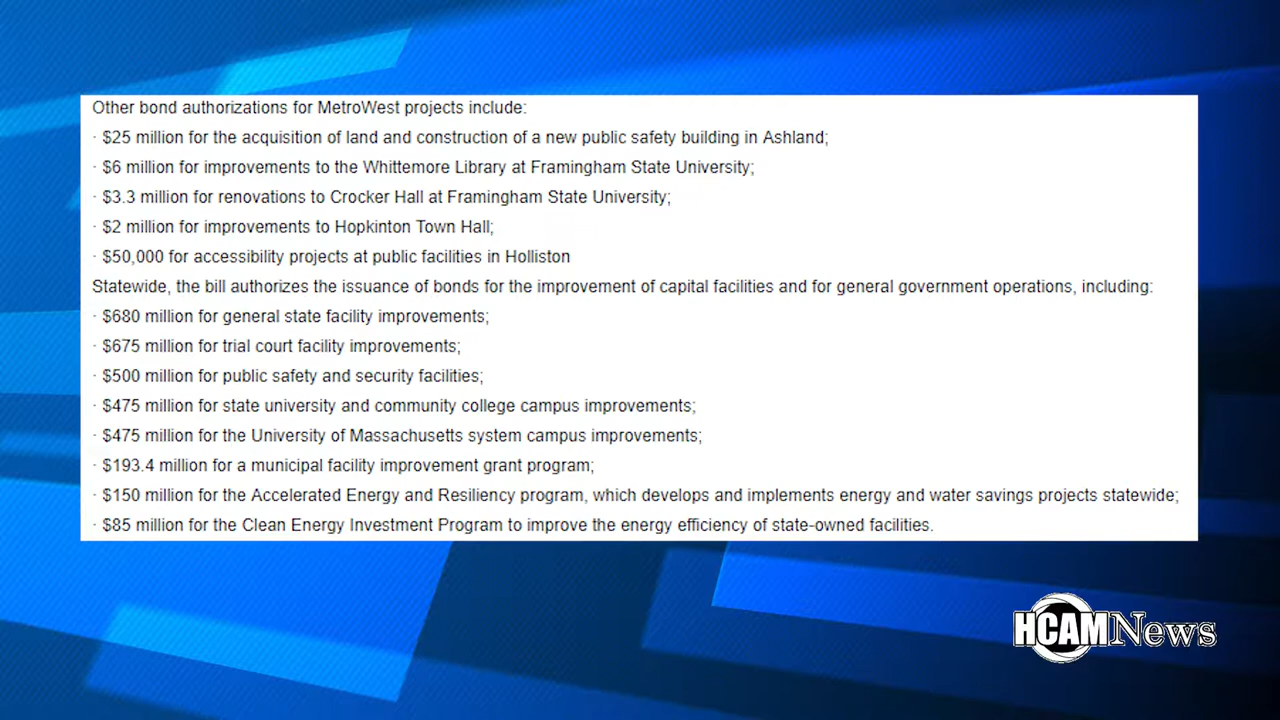 Other bond authorizations for MetroWest projects include:
· $25 million for the acquisition of land and construction of a new public safety building in Ashland;
· $6 million for improvements to the Whittemore Library at Framingham State University;
· $3.3 million for renovations to Crocker Hall at Framingham State University;
· $2 million for improvements to Hopkinton Town Hall;
· $50,000 for accessibility projects at public facilities in Holliston
Statewide, the bill authorizes the issuance of bonds for the improvement of capital facilities and for general government operations, including:
· $680 million for general state facility improvements;
· $675 million for trial court facility improvements;
· $500 million for public safety and security facilities;
· $475 million for state university and community college campus improvements;
· $475 million for the University of Massachusetts system campus improvements;
· $193.4 million for a municipal facility improvement grant program;
· $150 million for the Accelerated Energy and Resiliency program, which develops and implements energy and water savings projects statewide;
· $85 million for the Clean Energy Investment Program to improve the energy efficiency of state-owned facilities.
HCAMNews